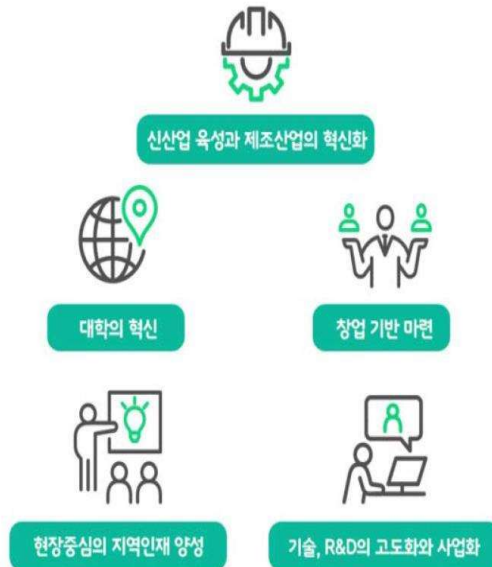 신산업 육성과 제조산업의 혁신화
대학의 혁신
창업 기반 마련
현장중심의 지역인재 양성
기술, R&D의 고도화와 사업화